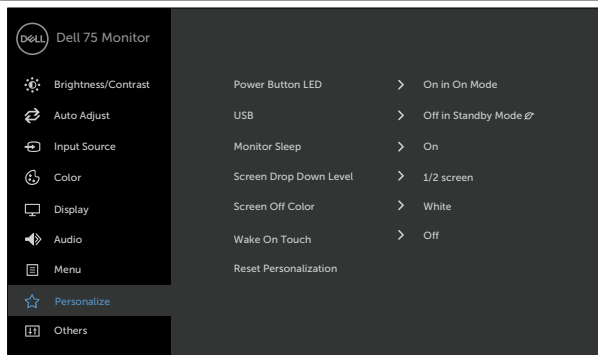 DELL Dell 75 Monitor
Brightness/Contrast
Auto Adjust
Input Source
Color
Display
Audio
Menu
Personalize
Others
Power Button LED > On in On Mode
USB > Off in Standby Mode
Monitor Sleep > On
Screen Drop Down Level > 1/2 screen
Screen Off Color > White
Wake On Touch > Off
Reset Personalization